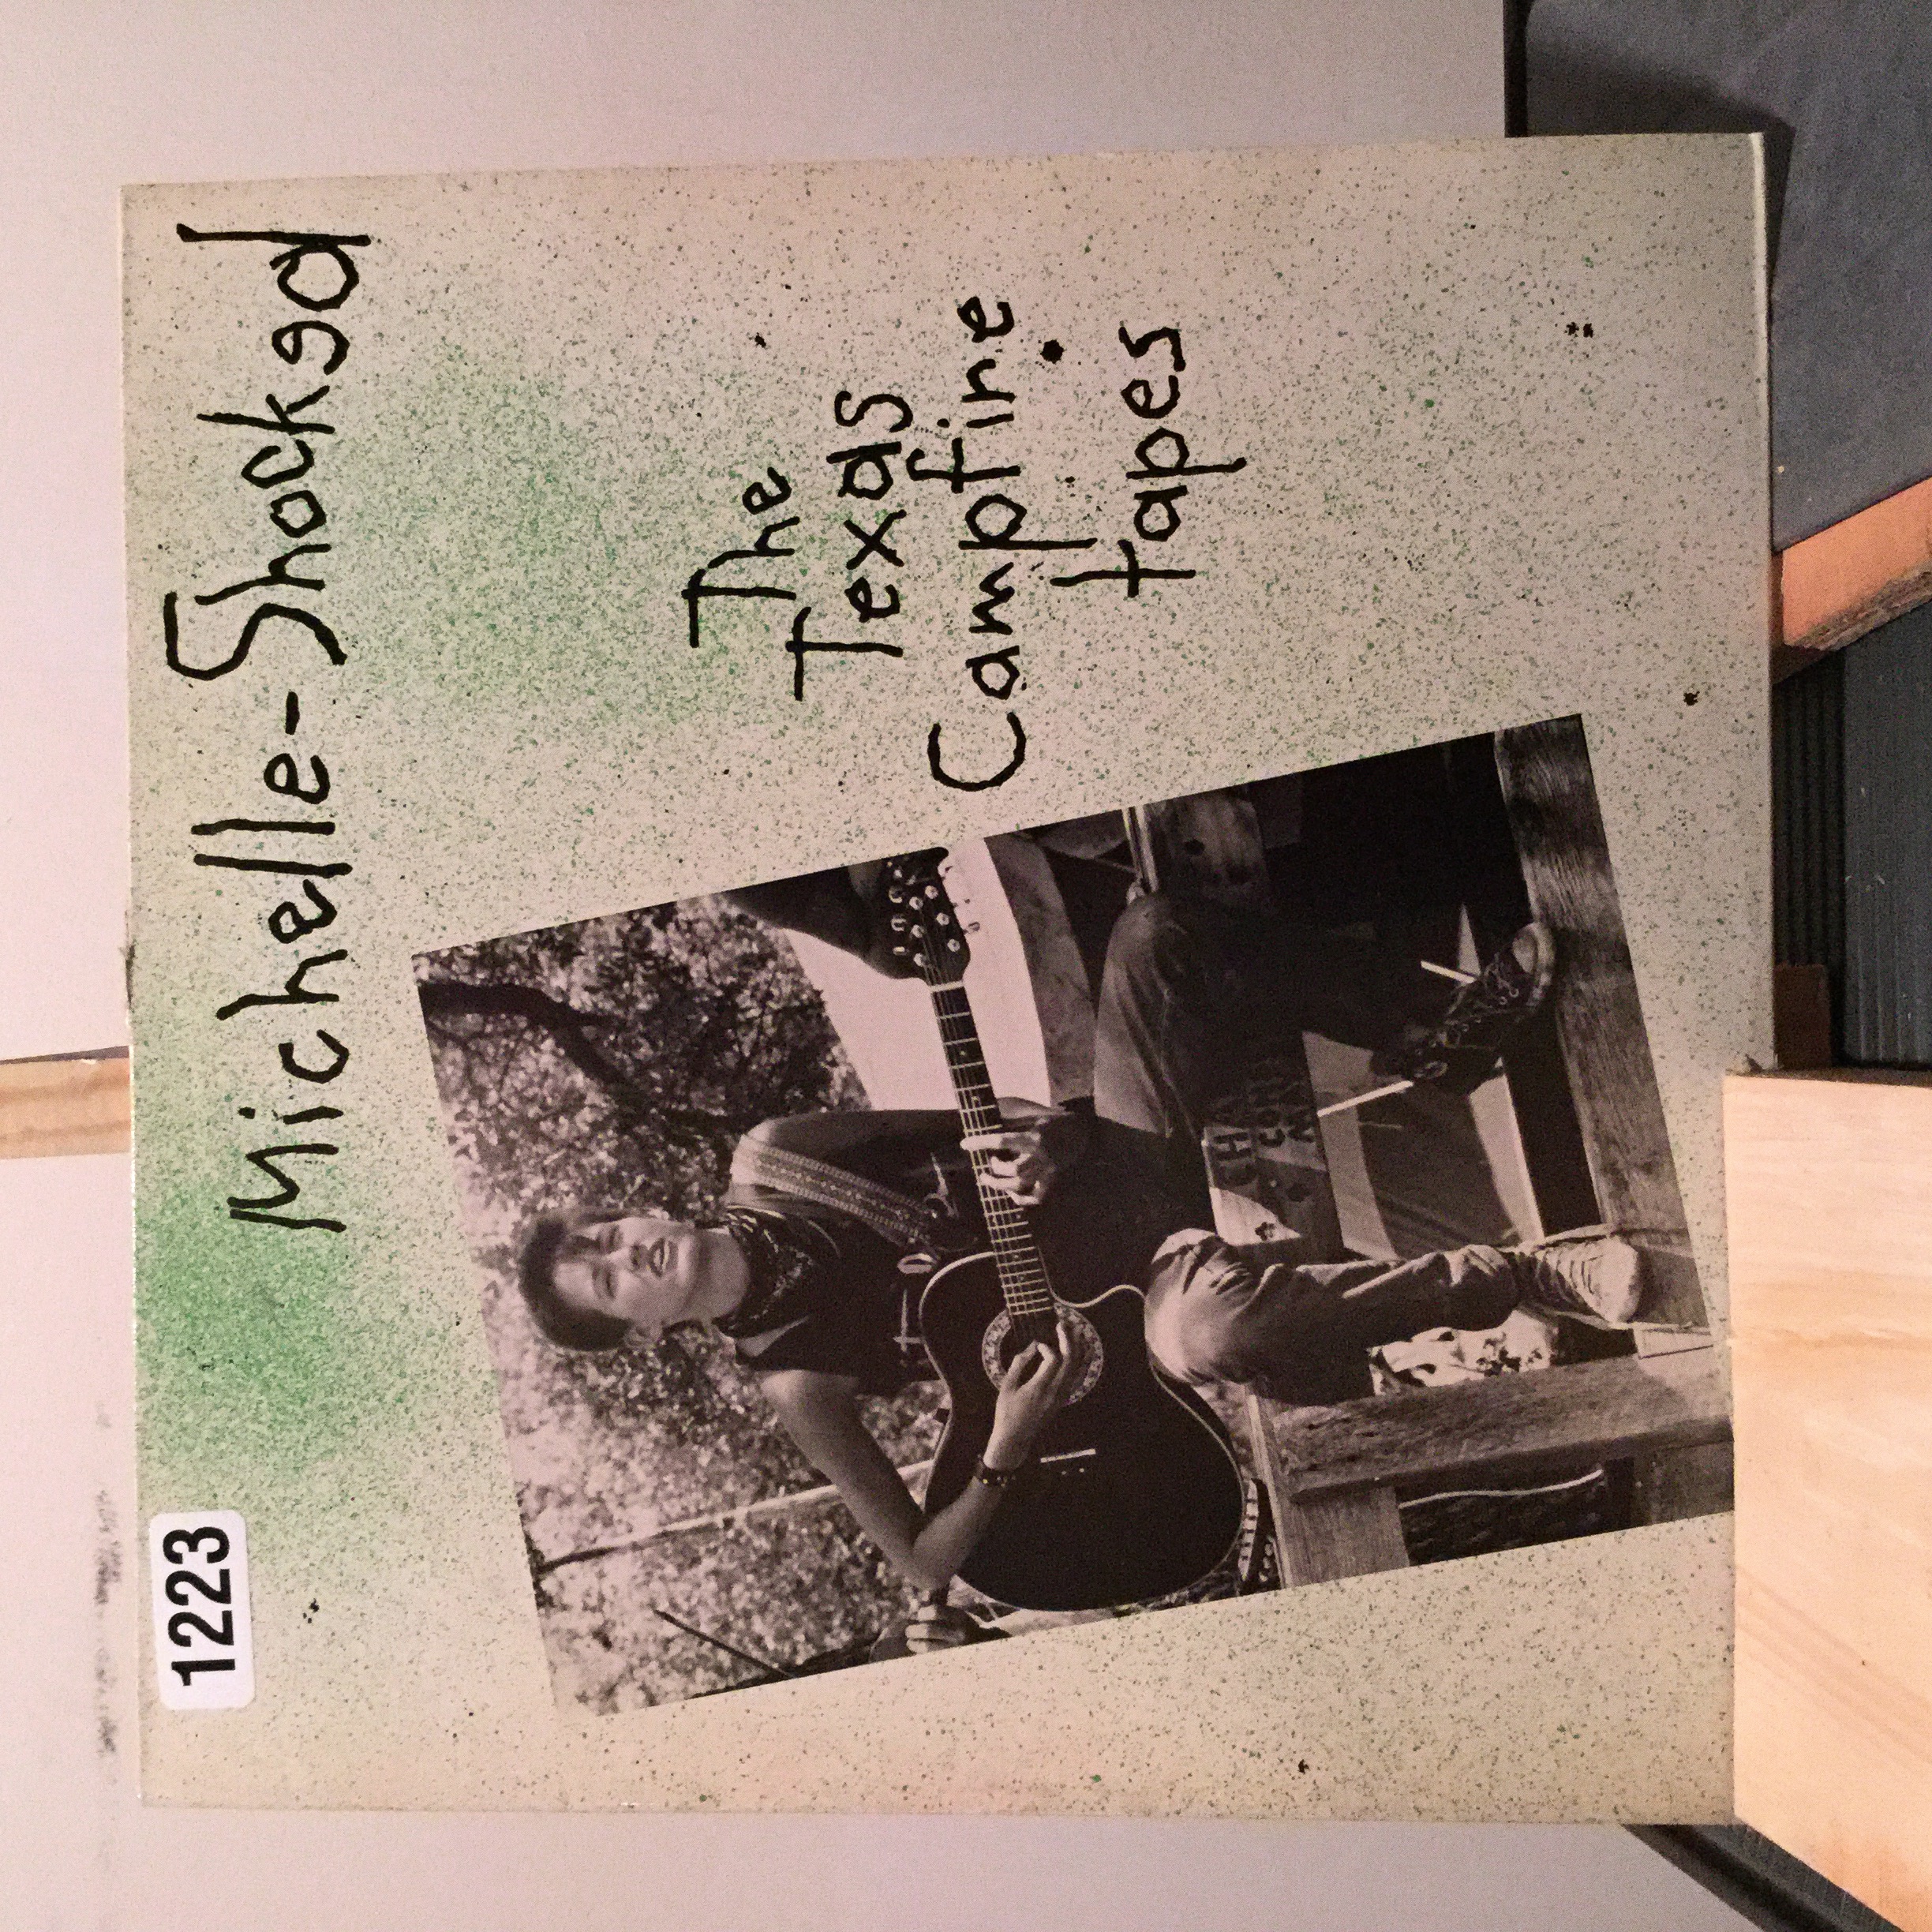 1223
Michelle-Shocked
The
Texas
Campfire
tapes